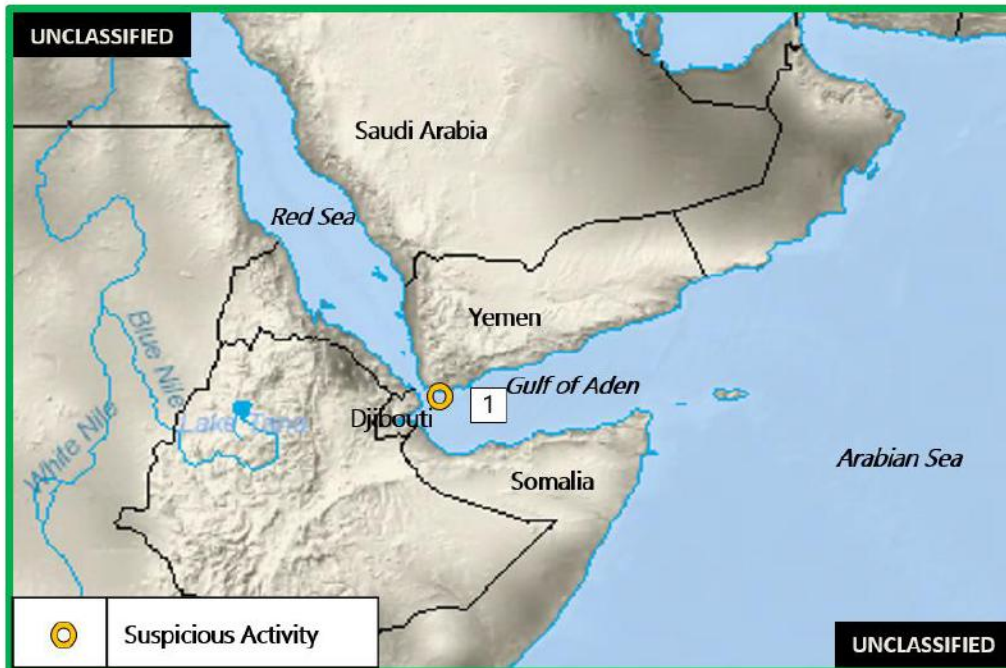 UNCLASSIFIED
Saudi Arabia
Red Sea
Yemen
Blue Nile
Gulf of Aden
1
Djibouti
Lake Tana
White Nile
Arabian Sea
Somalia
Suspicious Activity
UNCLASSIFIED